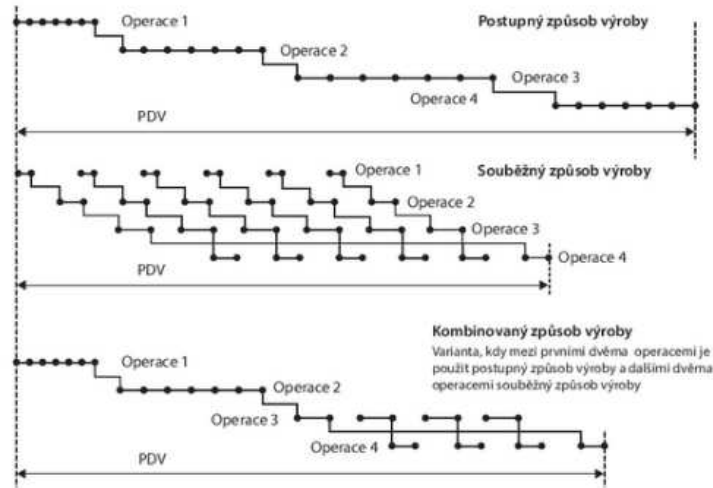 Operace 1
Postupný způsob výroby
Operace 2
Operace 3
Operace 4
PDV
Operace 1
Souběžný způsob výroby
Operace 2
Operace 3
Operace 4
PDV
Kombinovaný způsob výroby
Varianta, kdy mezi prvními dvěma operacemi je
použit postupný způsob výroby a dalšími dvěma
operacemi souběžný způsob výroby
Operace 1
Operace 2
Operace 3
Operace 4
PDV